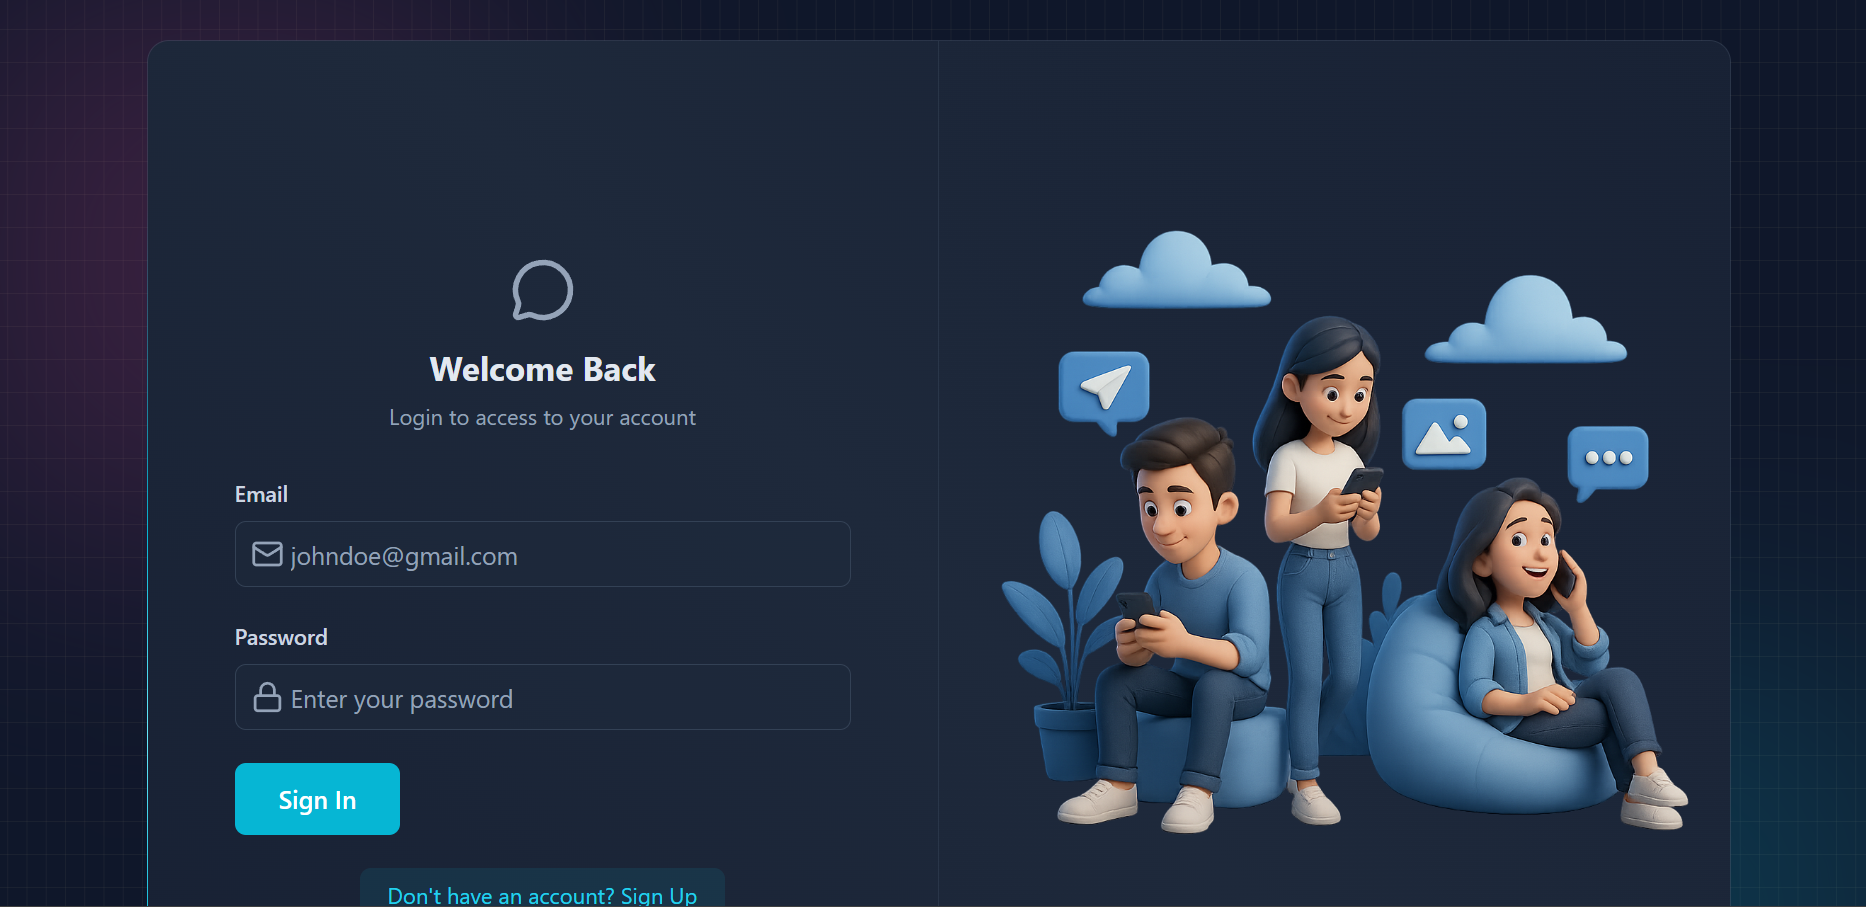 Welcome Back
Login to access to your account
Email
johndoe@gmail.com
Password
Enter your password
Sign In
Don't have an account? Sign Up